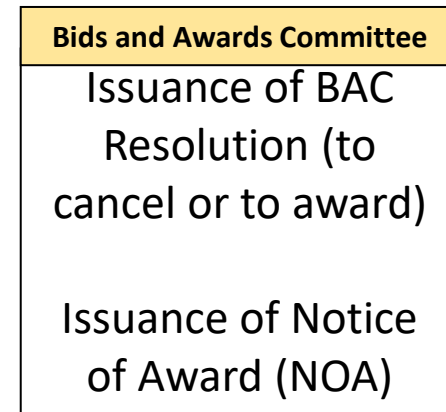 Bids and Awards Committee
Issuance of BAC
Resolution (to
cancel or to award)
Issuance of Notice
of Award (NOA)